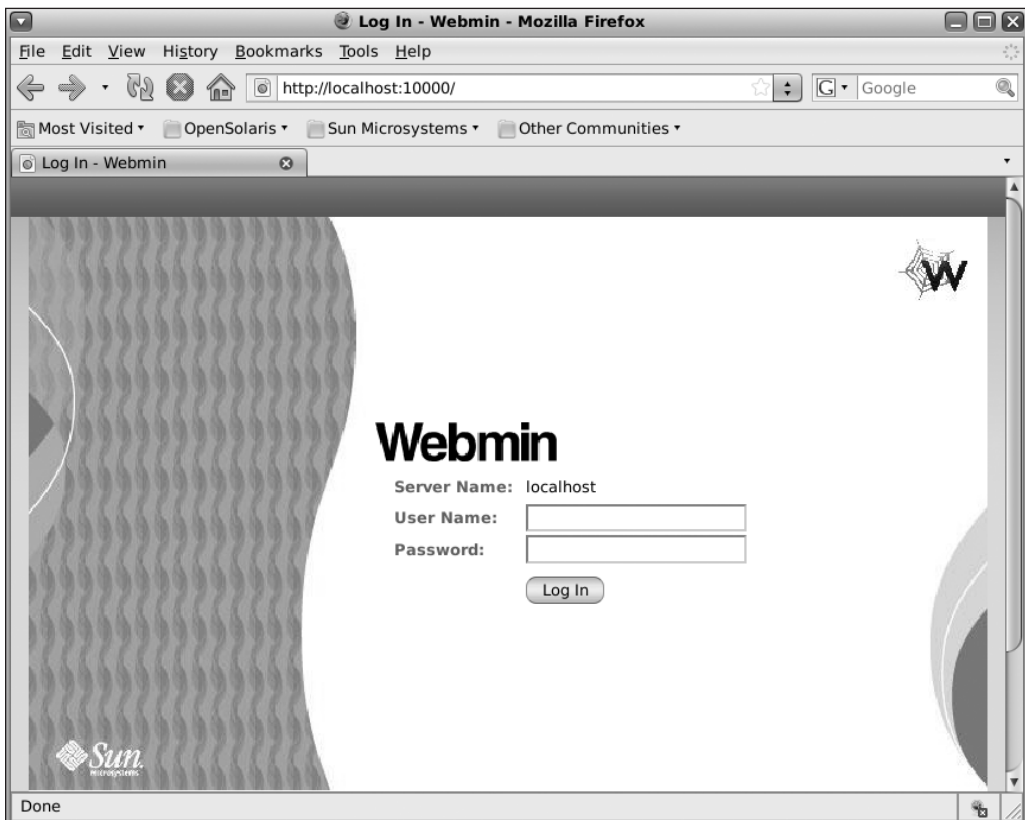 Log In - Webmin - Mozilla Firefox
File Edit View History Bookmarks Tools Help
http://localhost:10000/ G Google
Most Visited OpenSolaris Sun Microsystems Other Communities
Log In - Webmin
W
Webmin
Server Name: localhost
User Name:
Password:
Log In
Sun
microsystems
Done